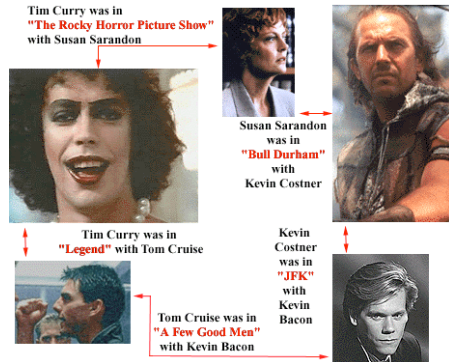 Tim Curry was in
"The Rocky Horror Picture Show"
with Susan Sarandon
Susan Sarandon
was in
"Bull Durham"
with
Kevin Costner
Tim Curry was in
"Legend" with Tom Cruise
Kevin
Costner
was in
"JFK"
with
Kevin
Bacon
Tom Cruise was in
"A Few Good Men"
with Kevin Bacon